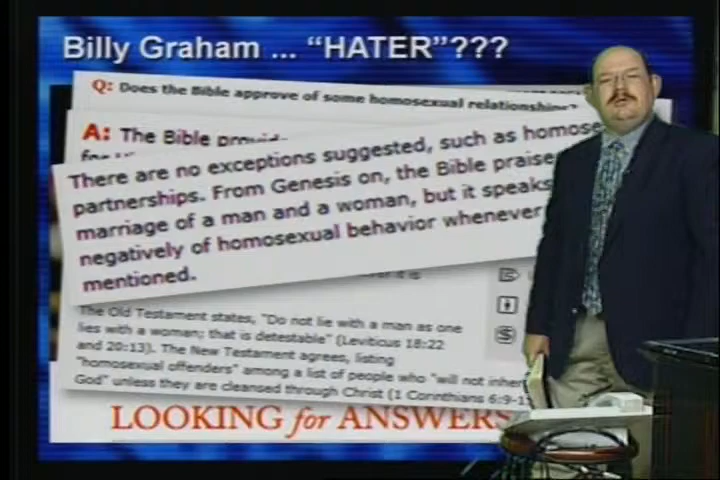 Billy Graham ... “HATER”???
Q: Does the Bible approve of some homosexual relationships?
A: The Bible
There are no exceptions suggested, such as
partnerships. From Genesis on, the Bible
marriage of a man and a woman, but it speaks
negatively of homosexual behavior whenever
mentioned.
The Old Testament states, "Do not lie with a man as one
lies with a woman; that is detestable" (Leviticus 18:22
and 20:13). The New Testament agrees, listing
"homosexual offenders" among a list of people who "will not
God" unless they are cleansed through Christ (1 Corinthians 6:9-
LOOKING for ANSWERS